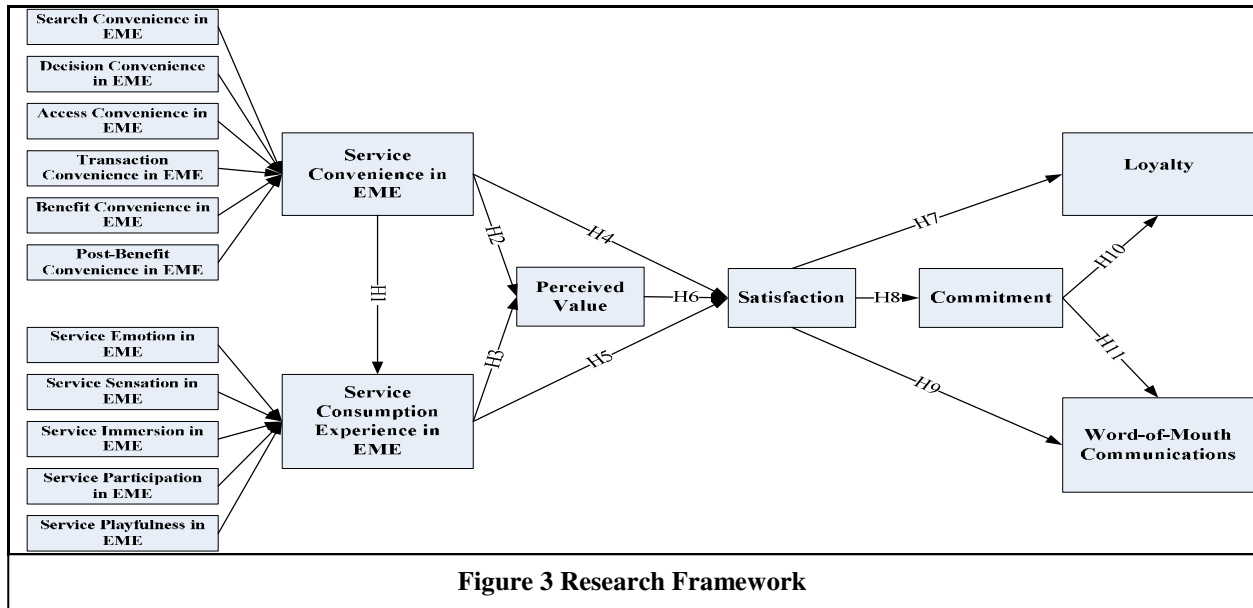 Search Convenience in
EME
Decision Convenience
in EME
Access Convenience in
EME
Transaction
Convenience in EME
Benefit Convenience in
EME
Post-Benefit
Convenience in EME
Service Emotion in
EME
Service Sensation in
EME
Service Immersion in
EME
Service Participation
in EME
Service Playfulness in
EME
Service
Convenience in
EME
H1
Service
Consumption
Experience in
EME
H2
H3
H4
H5
Perceived
Value
H6
Satisfaction
H7
H8
H9
Commitment
H10
H11
Loyalty
Word-of-Mouth
Communications
Figure 3 Research Framework